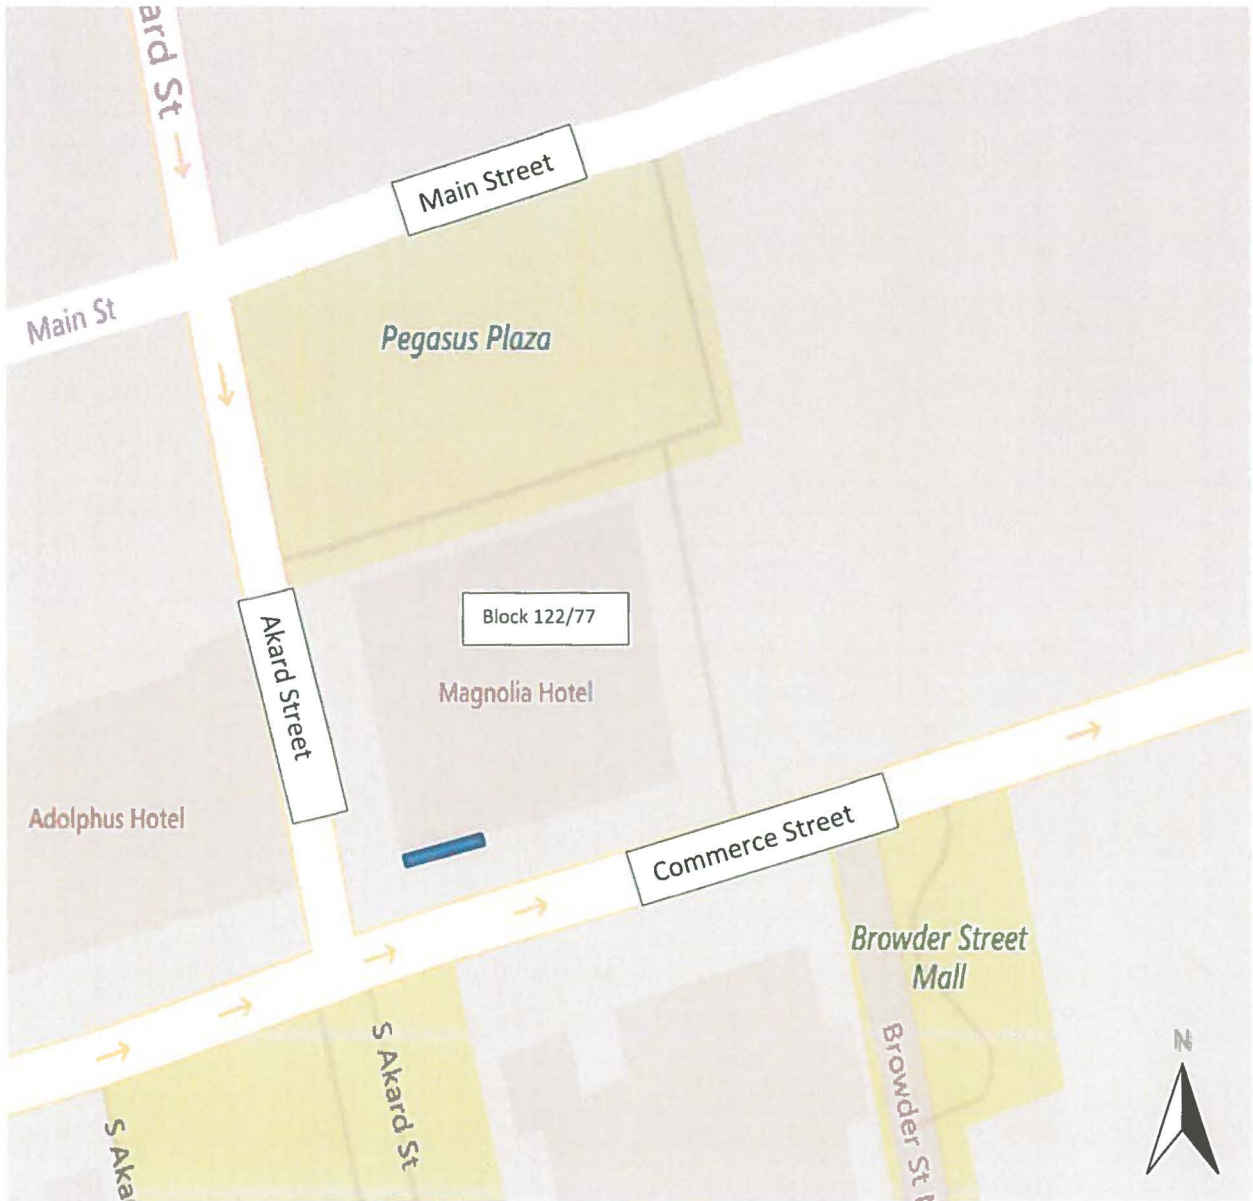 ard St
Main Street
Main St
Pegasus Plaza
Block 122/77
Akard Street
Magnolia Hotel
Adolphus Hotel
Commerce Street
Browder Street
Mall
S Akard St
S Aka
Browder St
N